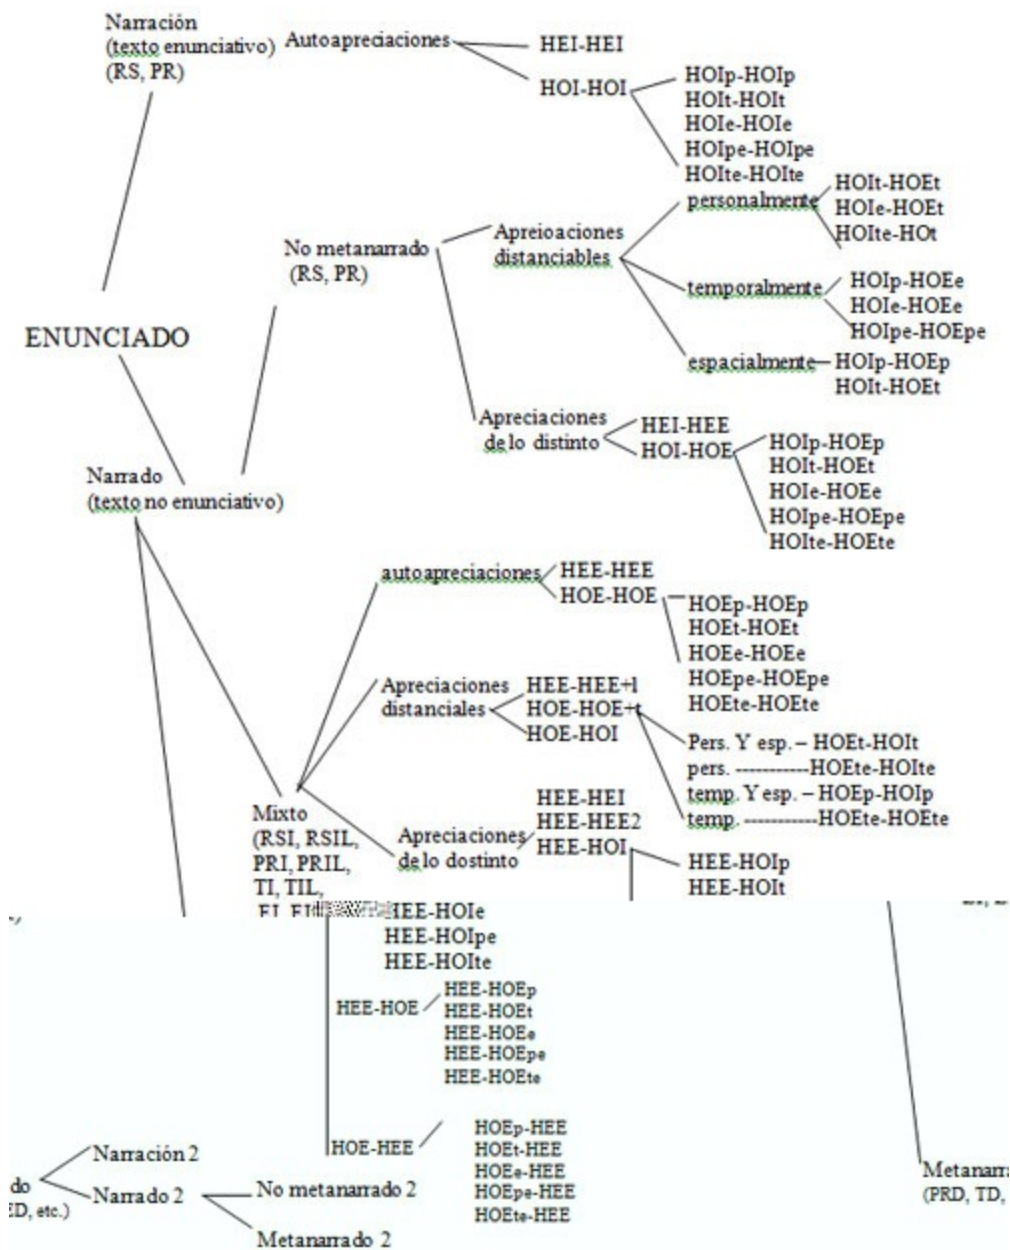 Narración
(texto enunciativo)
(RS, PR)
Autoapreciaciones
HEI-HEI
HOI-HOI
HOIp-HOIp
HOIt-HOIt
HOIe-HOIe
HOIpe-HOIpe
HOIte-HOIte
No metanarrado
(RS, PR)
Apreioaciones
distanciables
personalmente
HOIt-HOEt
HOIe-HOEt
HOIte-HOt
temporalmente
HOIp-HOEe
HOIe-HOEe
HOIpe-HOEpe
espacialmente
HOIp-HOEp
HOIt-HOEt
ENUNCIADO
Apreciaciones
de lo distinto
HEI-HEE
HOI-HOE
HOIp-HOEp
HOIt-HOEt
HOIe-HOEe
HOIpe-HOEpe
HOIte-HOEte
Narrado
(texto no enunciativo)
autoapreciaciones
HEE-HEE
HOE-HOE
HOEp-HOEp
HOEt-HOEt
HOEe-HOEe
HOEpe-HOEpe
HOEte-HOEte
Apreciaciones
distanciales
HEE-HEE+1
HOE-HOE+t
HOE-HOI
Pers. Y esp. – HOEt-HOIt
pers. -----------HOEte-HOIte
temp. Y esp. – HOEp-HOIp
temp. -----------HOEte-HOEte
Mixto
(RSI, RSIL,
PRI, PRIL,
TI, TIL,
Apreciaciones
de lo dostinto
HEE-HEI
HEE-HEE2
HEE-HOI
HEE-HOIp
HEE-HOIt
HEE-HOIe
HEE-HOIpe
HEE-HOIte
HEE-HOE
HEE-HOEp
HEE-HOEt
HEE-HOEe
HEE-HOEpe
HEE-HOEte
HOE-HEE
HOEp-HEE
HOEt-HEE
HOEe-HEE
HOEpe-HEE
HOEte-HEE
do
ED, etc.)
Narración 2
Narrado 2
No metanarrado 2
Metanarrado 2
Metanarra
(PRD, TD,